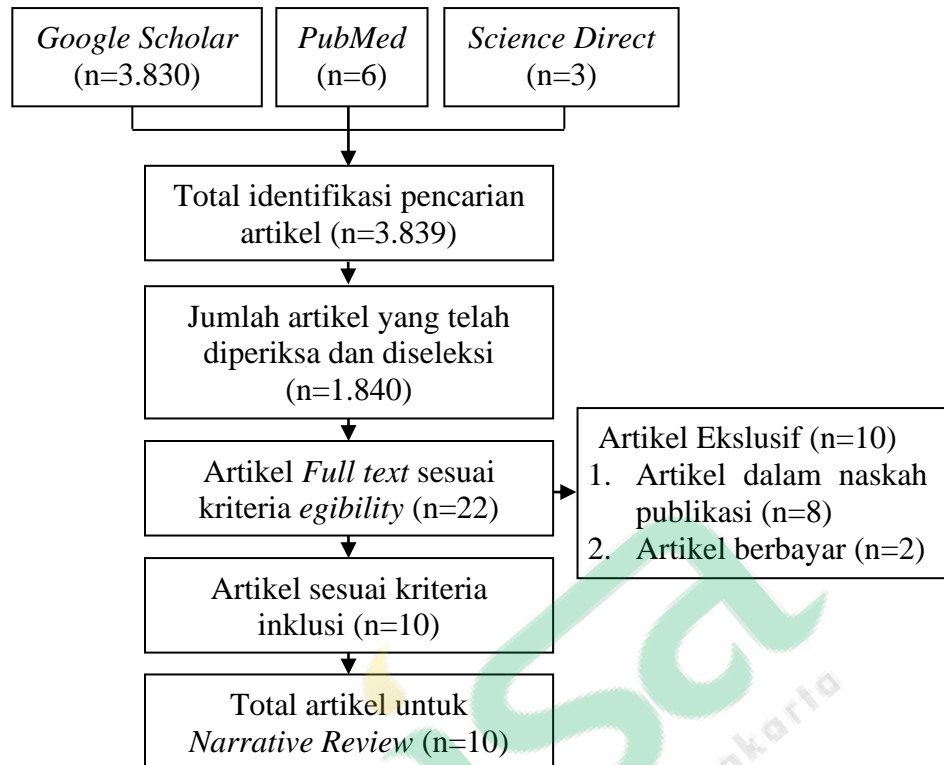 Google Scholar
(n=3.830)
PubMed
(n=6)
Science Direct
(n=3)
Total identifikasi pencarian
artikel (n=3.839)
Jumlah artikel yang telah
diperiksa dan diseleksi
(n=1.840)
Artikel Full text sesuai
kriteria egibility (n=22)
Artikel Ekslusif (n=10)
1. Artikel dalam naskah
publikasi (n=8)
2. Artikel berbayar (n=2)
Artikel sesuai kriteria
inklusi (n=10)
Total artikel untuk
Narrative Review (n=10)